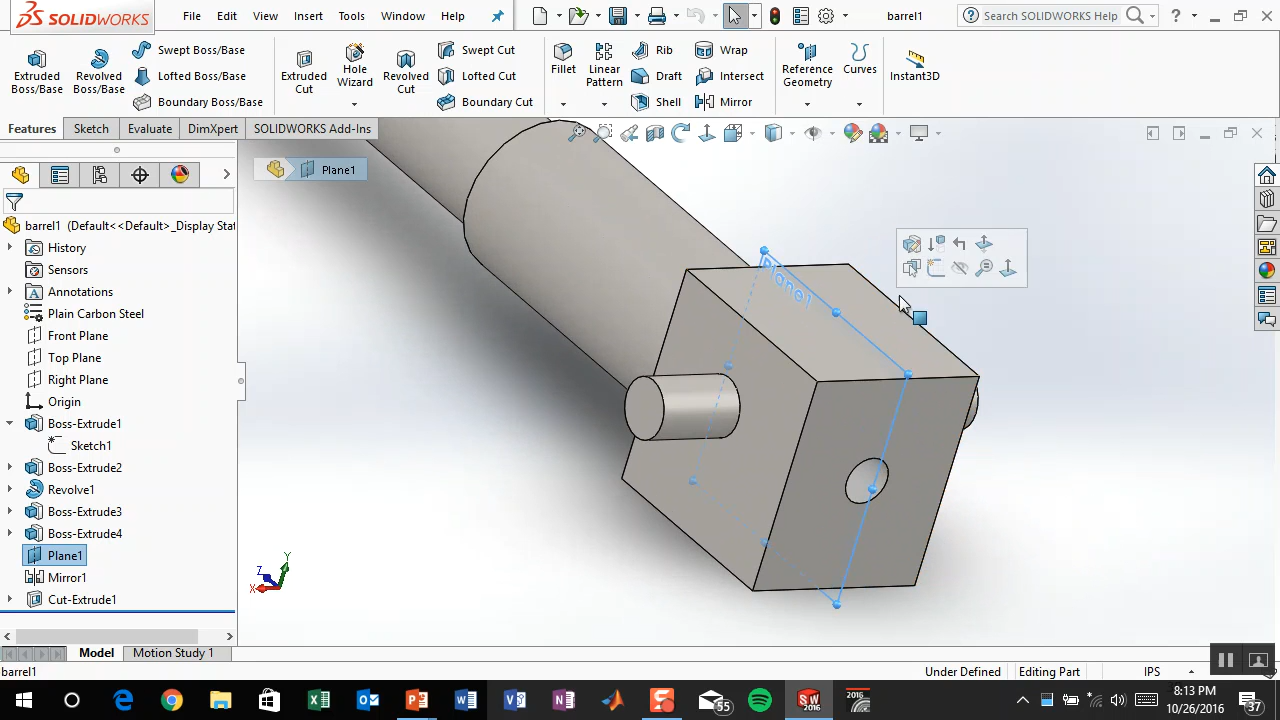 SOLIDWORKS File Edit View Insert Tools Window Help barrel1 Search SOLIDWORKS Help
Extruded Boss/Base
Revolved Boss/Base
Swept Boss/Base
Lofted Boss/Base
Boundary Boss/Base
Extruded Cut
Hole Wizard
Revolved Cut
Swept Cut
Lofted Cut
Boundary Cut
Fillet
Linear Pattern
Rib
Draft
Shell
Wrap
Intersect
Mirror
Reference Geometry
Curves
Instant3D
Features Sketch Evaluate DimXpert SOLIDWORKS Add-Ins
Plane1
barrel1 (Default<<Default>_Display Stat
History
Sensors
Annotations
Plain Carbon Steel
Front Plane
Top Plane
Right Plane
Origin
Boss-Extrude1
Sketch1
Boss-Extrude2
Revolve1
Boss-Extrude3
Boss-Extrude4
Plane1
Mirror1
Cut-Extrude1
Plane1
Y
Z
X
Model Motion Study 1
barrel1 Under Defined Editing Part IPS
55
SW
2016
8:13 PM
10/26/2016
37